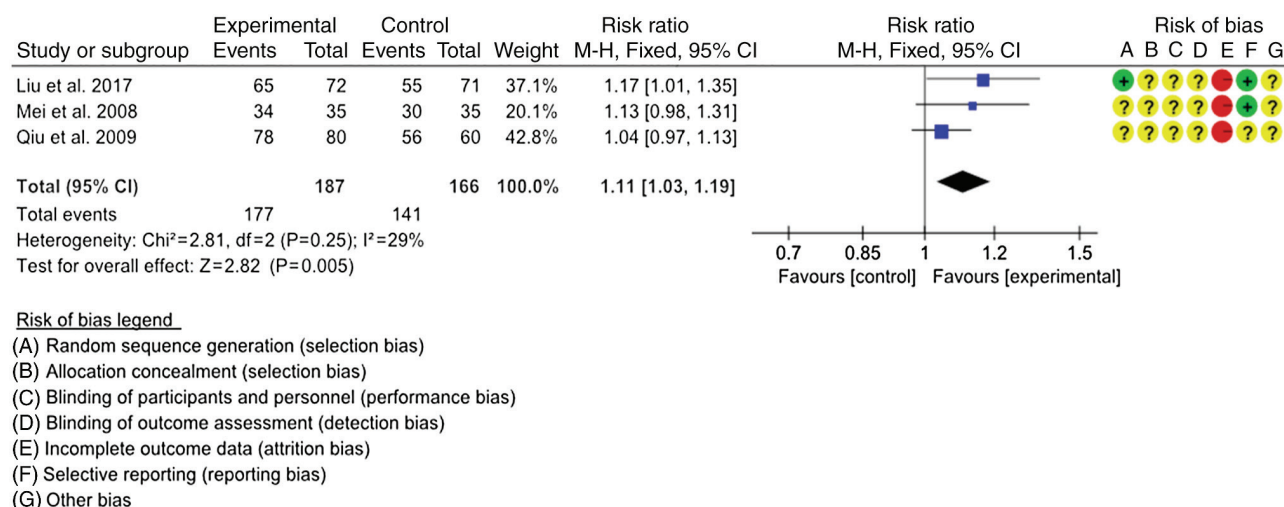 Experimental Control Risk ratio Risk ratio Risk of bias
Study or subgroup Events Total Events Total Weight M-H, Fixed, 95% CI M-H, Fixed, 95% CI A B C D E F G
Liu et al. 2017 65 72 55 71 37.1% 1.17 [1.01, 1.35] + ? ? ? - + ?
Mei et al. 2008 34 35 30 35 20.1% 1.13 [0.98, 1.31] ? ? ? ? - + ?
Qiu et al. 2009 78 80 56 60 42.8% 1.04 [0.97, 1.13] ? ? ? ? - ? ?
Total (95% CI) 187 166 100.0% 1.11 [1.03, 1.19]
Total events 177 141
Heterogeneity: Chi²=2.81, df=2 (P=0.25); I²=29%
Test for overall effect: Z=2.82 (P=0.005)
0.7 0.85 1 1.2 1.5
Favours [control] Favours [experimental]
Risk of bias legend
(A) Random sequence generation (selection bias)
(B) Allocation concealment (selection bias)
(C) Blinding of participants and personnel (performance bias)
(D) Blinding of outcome assessment (detection bias)
(E) Incomplete outcome data (attrition bias)
(F) Selective reporting (reporting bias)
(G) Other bias